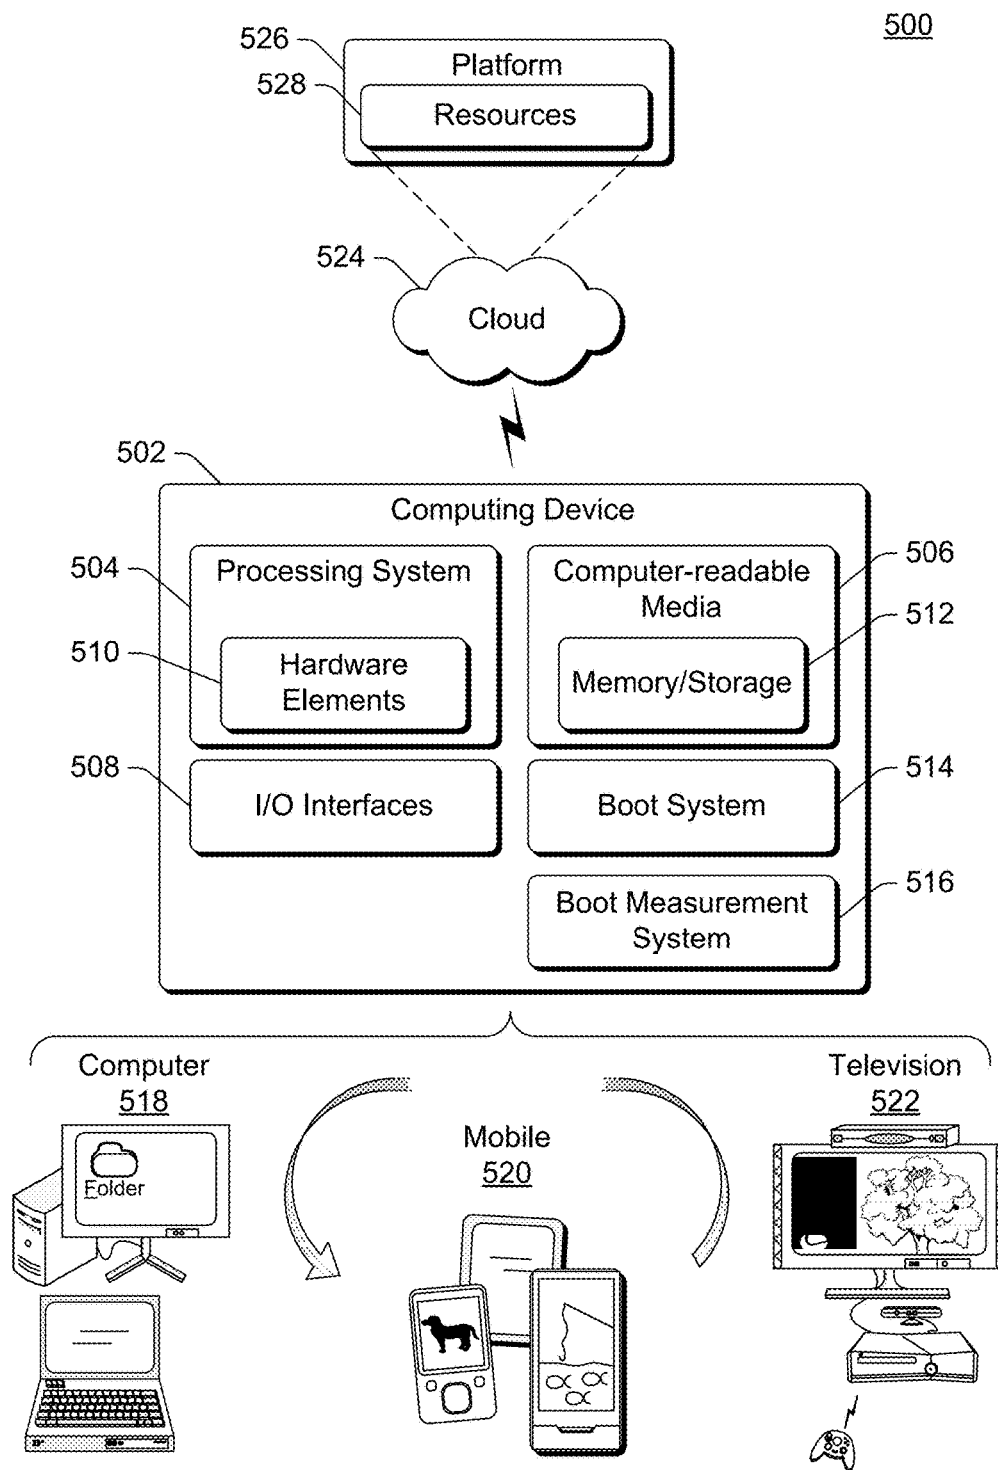 500
526
Platform
528
Resources
524
Cloud
502
Computing Device
504
Processing System
506
Computer-readable
Media
510
Hardware
Elements
512
Memory/Storage
508
I/O Interfaces
514
Boot System
516
Boot Measurement
System
Computer
518
Folder
Mobile
520
Television
522